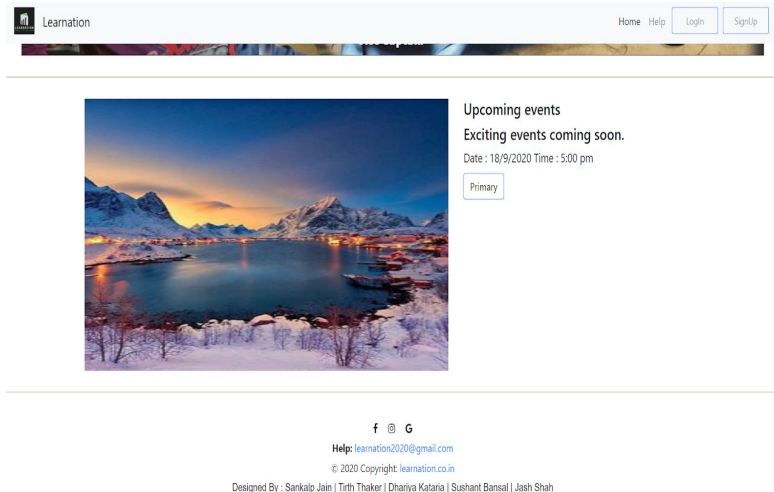 Learnation
Home Help LogIn SignUp
Upcoming events
Exciting events coming soon.
Date : 18/9/2020 Time : 5:00 pm
Primary
Help: learnation2020@gmail.com
© 2020 Copyright: learnation.co.in
Designed By : Sankalp Jain | Tirth Thaker | Dhariya Kataria | Sushant Bansal | Jash Shah